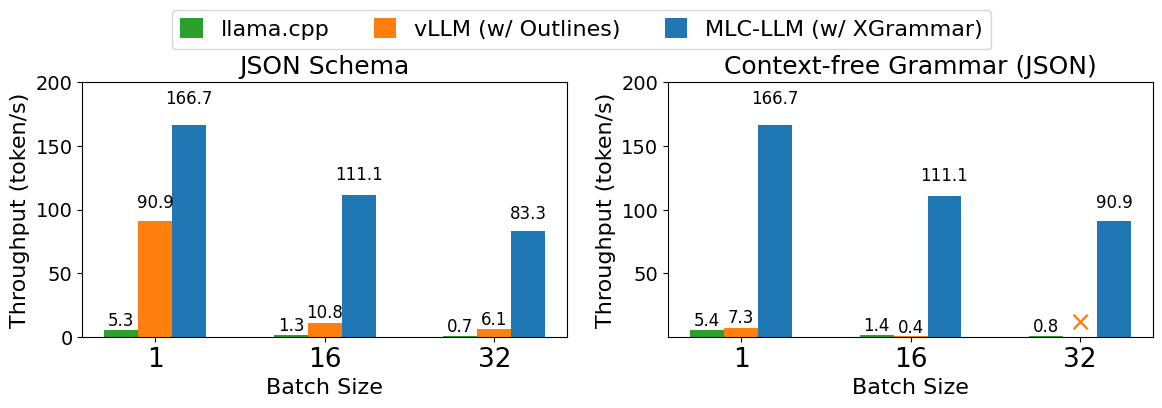 llama.cpp vLLM (w/ Outlines) MLC-LLM (w/ XGrammar)
JSON Schema
Throughput (token/s)
200
150
100
50
0
5.3 90.9 166.7
1.3 10.8 111.1
0.7 6.1 83.3
1 16 32
Batch Size
Context-free Grammar (JSON)
Throughput (token/s)
200
150
100
50
5.4 7.3 166.7
1.4 0.4 111.1
0.8 90.9
1 16 32
Batch Size